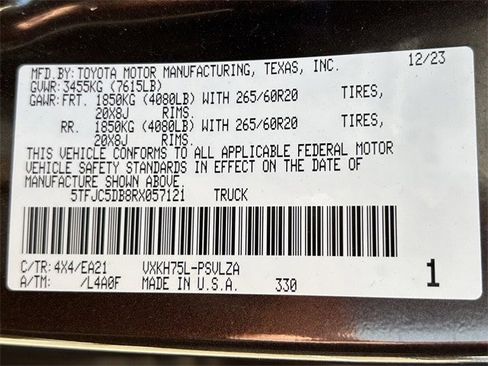 MFD.BY: TOYOTA MOTOR MANUFACTURING, TEXAS, INC. 12/23
GVWR: 3455KG (7615LB)
GAWR: FRT. 1850KG (4080LB) WITH 265/60R20 TIRES,
20X8J RIMS.
RR. 1850KG (4080LB) WITH 265/60R20 TIRES,
20X8J RIMS.
THIS VEHICLE CONFORMS TO ALL APPLICABLE FEDERAL MOTOR
VEHICLE SAFETY STANDARDS IN EFFECT ON THE DATE OF
MANUFACTURE SHOWN ABOVE.
5TFJC5DB8RX057121 TRUCK
C/TR: 4X4/EA21 VXKH75L-PSVLZA
A/TM: /L4A0F MADE IN U.S.A. 330 1